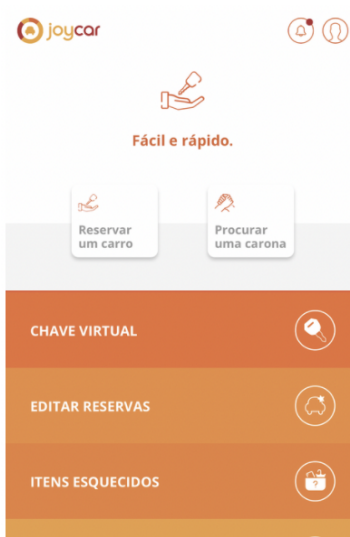 joycar
Fácil e rápido.
Reservar
um carro
Procurar
uma carona
CHAVE VIRTUAL
EDITAR RESERVAS
ITENS ESQUECIDOS
?